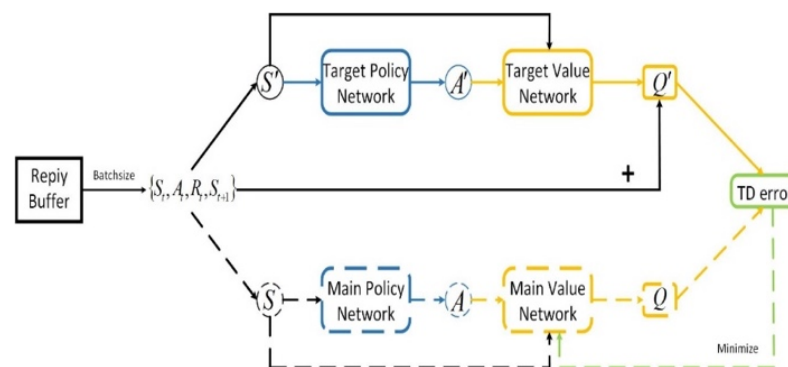 S'
Target Policy
Network
A'
Target Value
Network
Q'
Repiy
Buffer
Batchsize
{S_t, A_t, R_t, S_{t+1}}
+
TD erro
S
Main Policy
Network
A
Main Value
Network
Q
Minimize